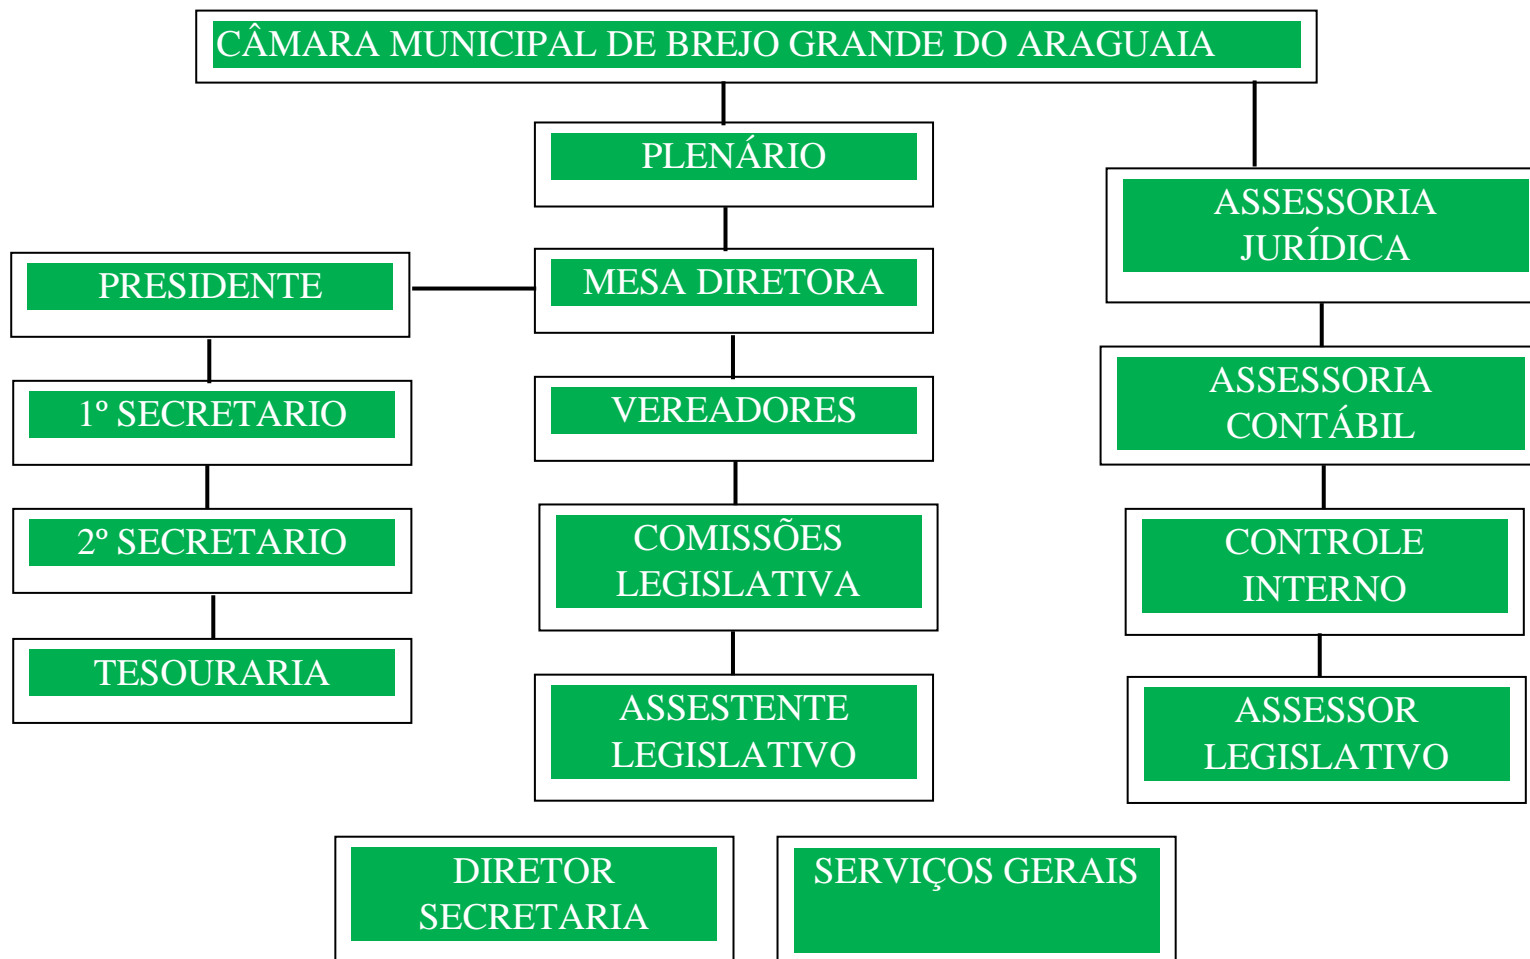 CÂMARA MUNICIPAL DE BREJO GRANDE DO ARAGUAIA
PLENÁRIO
ASSESSORIA
JURÍDICA
PRESIDENTE
MESA DIRETORA
1º SECRETARIO
VEREADORES
ASSESSORIA
CONTÁBIL
2º SECRETARIO
COMISSÕES
LEGISLATIVA
CONTROLE
INTERNO
TESOURARIA
ASSESTENTE
LEGISLATIVO
ASSESSOR
LEGISLATIVO
DIRETOR
SECRETARIA
SERVIÇOS GERAIS